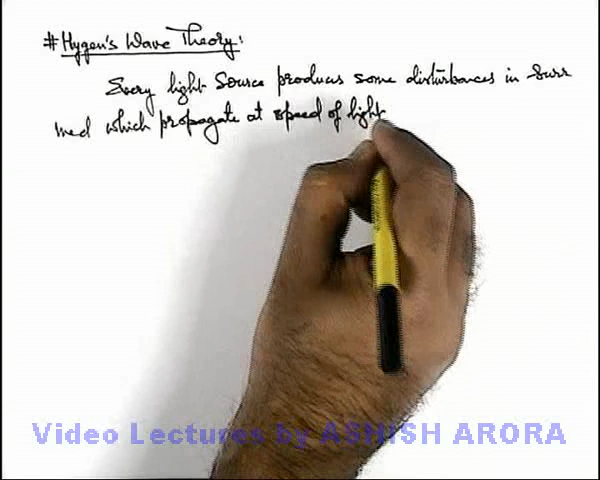 # Hygen's Wave Theory:
Every light Source produces some disturbances in surr
med which propagate at speed of light
Video Lectures by ASHISH ARORA